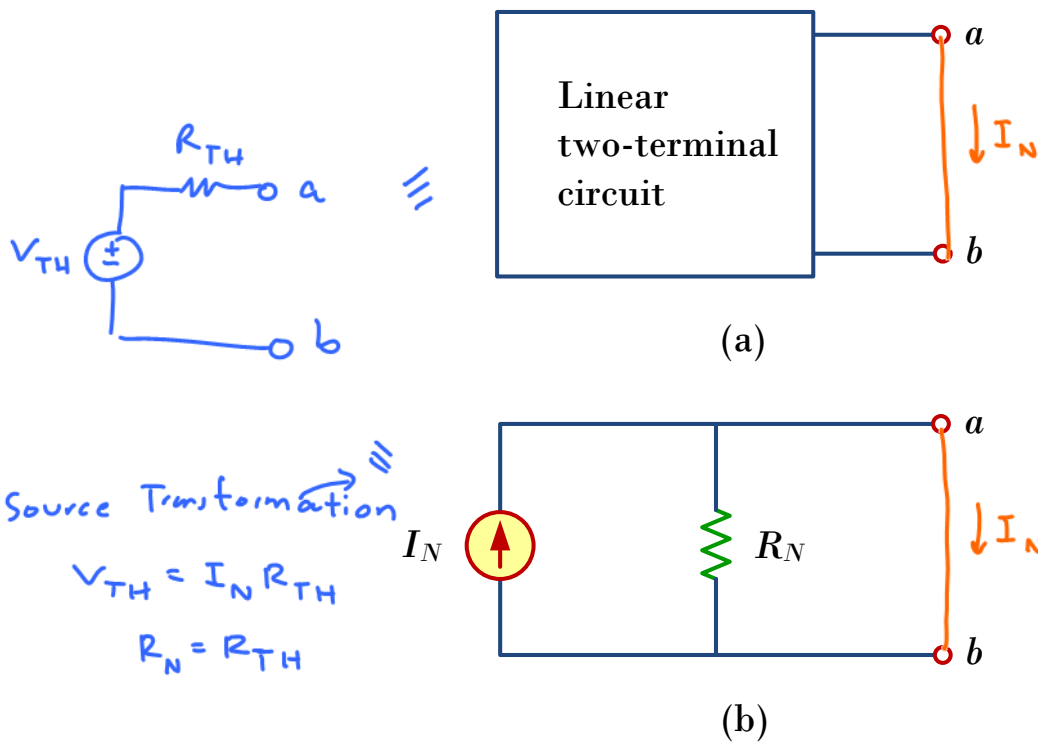 a
Linear
two-terminal
circuit
I_N
b
(a)
R_TH
a
≡
V_TH
±
b
a
≡
Source Transformation
I_N
R_N
I_N
V_TH = I_N R_TH
R_N = R_TH
b
(b)